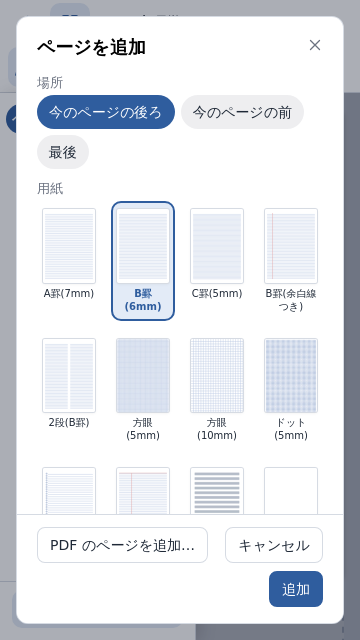 ページを追加
場所
今のページの後ろ
今のページの前
最後
用紙
A罫(7mm)
B罫
(6mm)
C罫(5mm)
B罫(余白線
つき)
2段(B罫)
方眼
(5mm)
方眼
(10mm)
ドット
(5mm)
PDF のページを追加…
キャンセル
追加